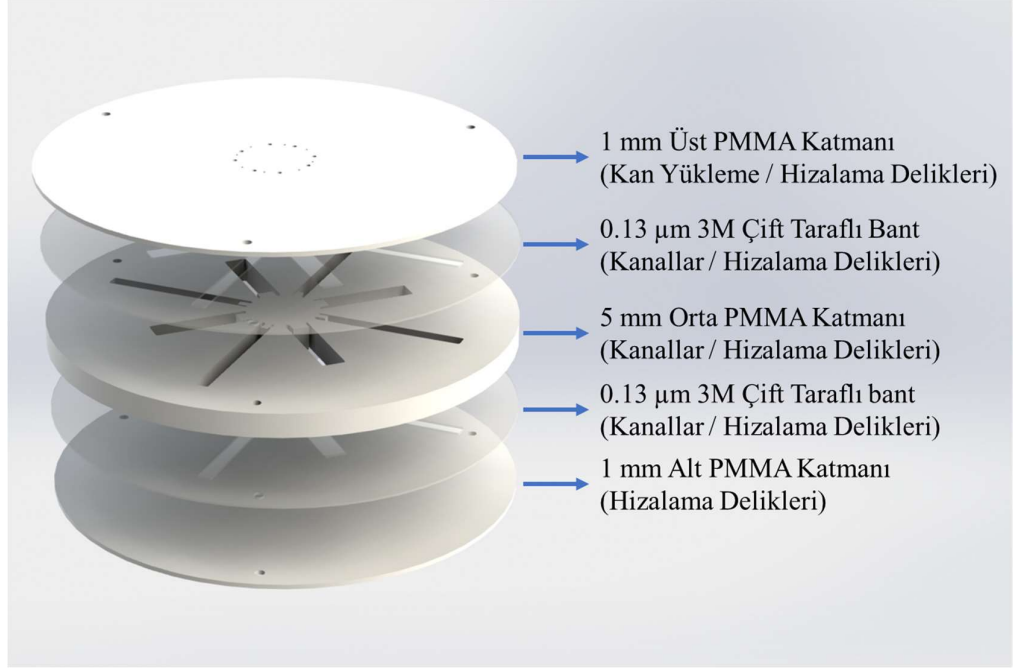 1 mm Üst PMMA Katmanı
(Kan Yükleme / Hizalama Delikleri)
0.13 µm 3M Çift Taraflı Bant
(Kanallar / Hizalama Delikleri)
5 mm Orta PMMA Katmanı
(Kanallar / Hizalama Delikleri)
0.13 µm 3M Çift Taraflı bant
(Kanallar / Hizalama Delikleri)
1 mm Alt PMMA Katmanı
(Hizalama Delikleri)